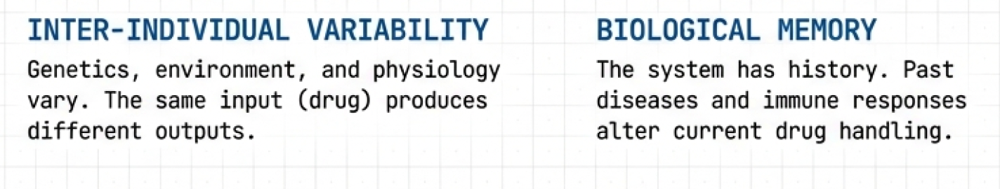 INTER-INDIVIDUAL VARIABILITY
Genetics, environment, and physiology
vary. The same input (drug) produces
different outputs.
BIOLOGICAL MEMORY
The system has history. Past
diseases and immune responses
alter current drug handling.